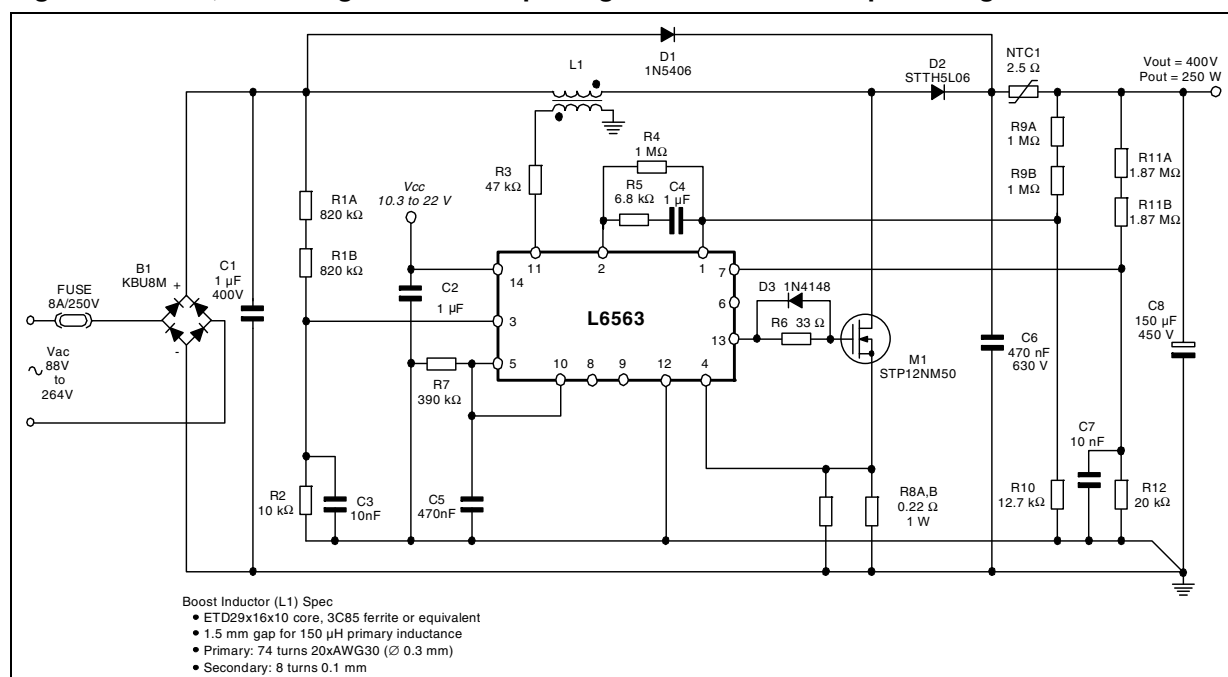 D1
1N5406
L1
D2
STTH5L06
NTC1
2.5 Ω
Vout = 400V
Pout = 250 W
R9A
1 MΩ
R9B
1 MΩ
R11A
1.87 MΩ
R11B
1.87 MΩ
R4
1 MΩ
R5
6.8 kΩ
C4
1 µF
R3
47 kΩ
Vcc
10.3 to 22 V
R1A
820 kΩ
R1B
820 kΩ
B1
KBU8M
+
-
C1
1 µF
400V
FUSE
8A/250V
Vac
88V
to
264V
C2
1 µF
11
2
1
14
7
6
3
L6563
13
5
10
8
9
12
4
D3 1N4148
R6 33 Ω
M1
STP12NM50
C6
470 nF
630 V
C8
150 µF
450 V
R7
390 kΩ
R2
10 kΩ
C3
10nF
C5
470nF
R8A,B
0.22 Ω
1 W
C7
10 nF
R10
12.7 kΩ
R12
20 kΩ
Boost Inductor (L1) Spec
• ETD29x16x10 core, 3C85 ferrite or equivalent
• 1.5 mm gap for 150 µH primary inductance
• Primary: 74 turns 20xAWG30 (∅ 0.3 mm)
• Secondary: 8 turns 0.1 mm